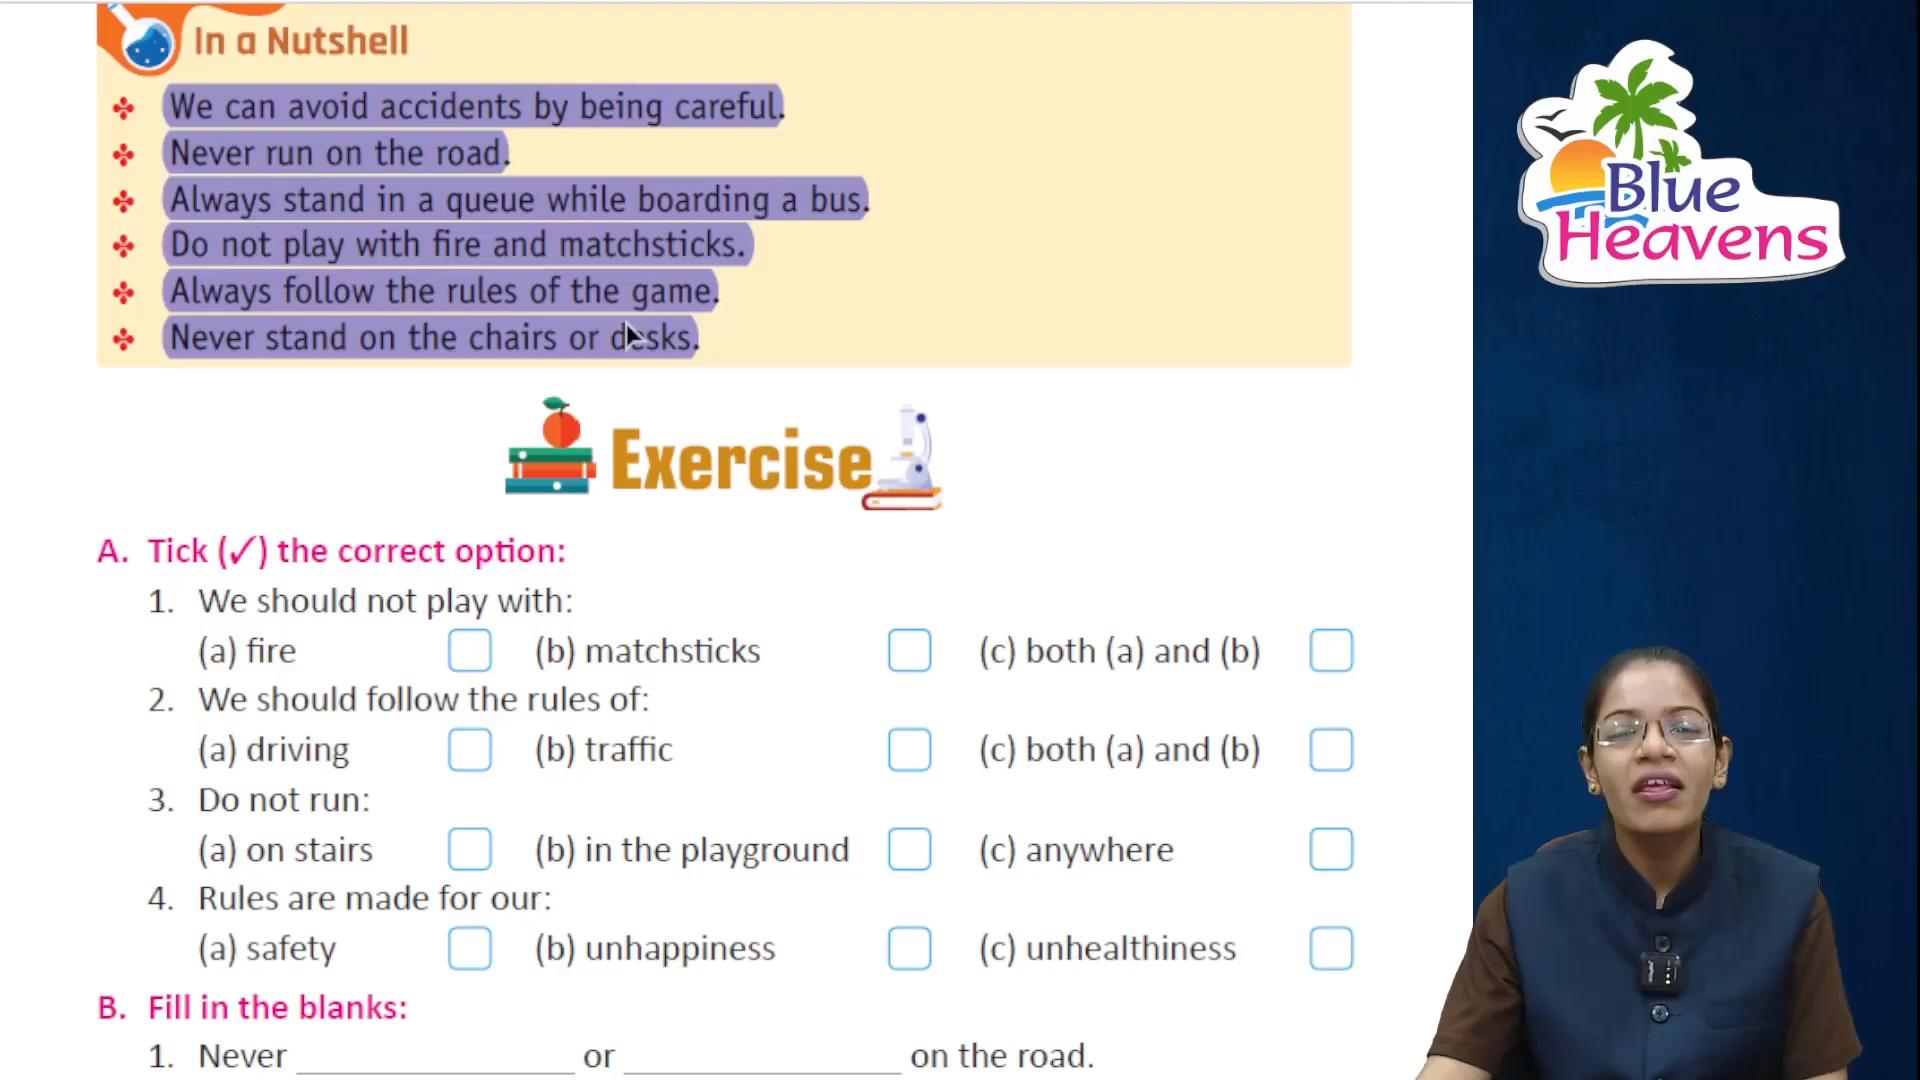 In a Nutshell
We can avoid accidents by being careful.
Never run on the road.
Always stand in a queue while boarding a bus.
Do not play with fire and matchsticks.
Always follow the rules of the game.
Never stand on the chairs or desks.
Exercise
A. Tick (✓) the correct option:
1. We should not play with:
(a) fire (b) matchsticks (c) both (a) and (b)
2. We should follow the rules of:
(a) driving (b) traffic (c) both (a) and (b)
3. Do not run:
(a) on stairs (b) in the playground (c) anywhere
4. Rules are made for our:
(a) safety (b) unhappiness (c) unhealthiness
B. Fill in the blanks:
1. Never ____________ or ____________ on the road.
Blue
Heavens